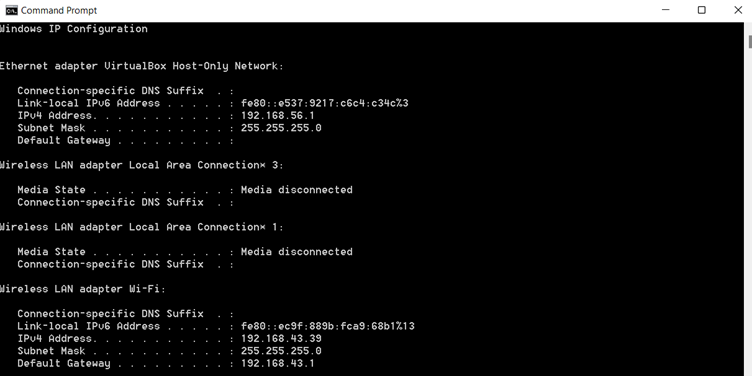 Command Prompt
Windows IP Configuration
Ethernet adapter VirtualBox Host-Only Network:
Connection-specific DNS Suffix  . :
Link-local IPv6 Address . . . . . : fe80::e537:9217:c6c4:c34c%3
IPv4 Address. . . . . . . . . . . : 192.168.56.1
Subnet Mask . . . . . . . . . . . : 255.255.255.0
Default Gateway . . . . . . . . . :
Wireless LAN adapter Local Area Connection* 3:
Media State . . . . . . . . . . . : Media disconnected
Connection-specific DNS Suffix  . :
Wireless LAN adapter Local Area Connection* 1:
Media State . . . . . . . . . . . : Media disconnected
Connection-specific DNS Suffix  . :
Wireless LAN adapter Wi-Fi:
Connection-specific DNS Suffix  . :
Link-local IPv6 Address . . . . . : fe80::ec9f:889b:fca9:68b1%13
IPv4 Address. . . . . . . . . . . : 192.168.43.39
Subnet Mask . . . . . . . . . . . : 255.255.255.0
Default Gateway . . . . . . . . . : 192.168.43.1